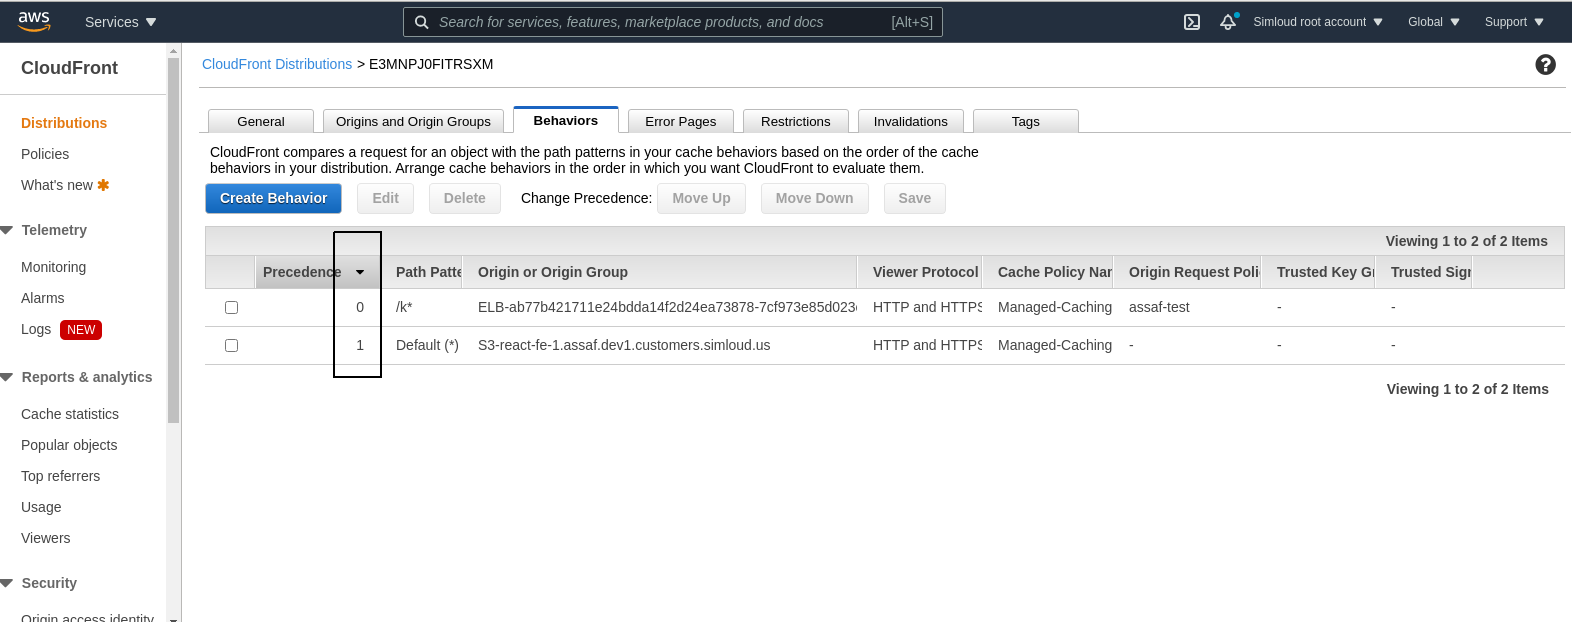 aws Services Search for services, features, marketplace products, and docs [Alt+S] Simloud root account Global Support
CloudFront
Distributions
Policies
What's new
Telemetry
Monitoring
Alarms
Logs NEW
Reports & analytics
Cache statistics
Popular objects
Top referrers
Usage
Viewers
Security
Origin access identity
CloudFront Distributions > E3MNPJ0FITRSXM
General Origins and Origin Groups Behaviors Error Pages Restrictions Invalidations Tags
CloudFront compares a request for an object with the path patterns in your cache behaviors based on the order of the cache
behaviors in your distribution. Arrange cache behaviors in the order in which you want CloudFront to evaluate them.
Create Behavior Edit Delete Change Precedence: Move Up Move Down Save
Viewing 1 to 2 of 2 Items
Precedence Path Patte Origin or Origin Group Viewer Protocol Cache Policy Nar Origin Request Poli Trusted Key Gr Trusted Sign
0 /k* ELB-ab77b421711e24bdda14f2d24ea73878-7cf973e85d023 HTTP and HTTPS Managed-Caching assaf-test - -
1 Default (*) S3-react-fe-1.assaf.dev1.customers.simloud.us HTTP and HTTPS Managed-Caching - - -
Viewing 1 to 2 of 2 Items